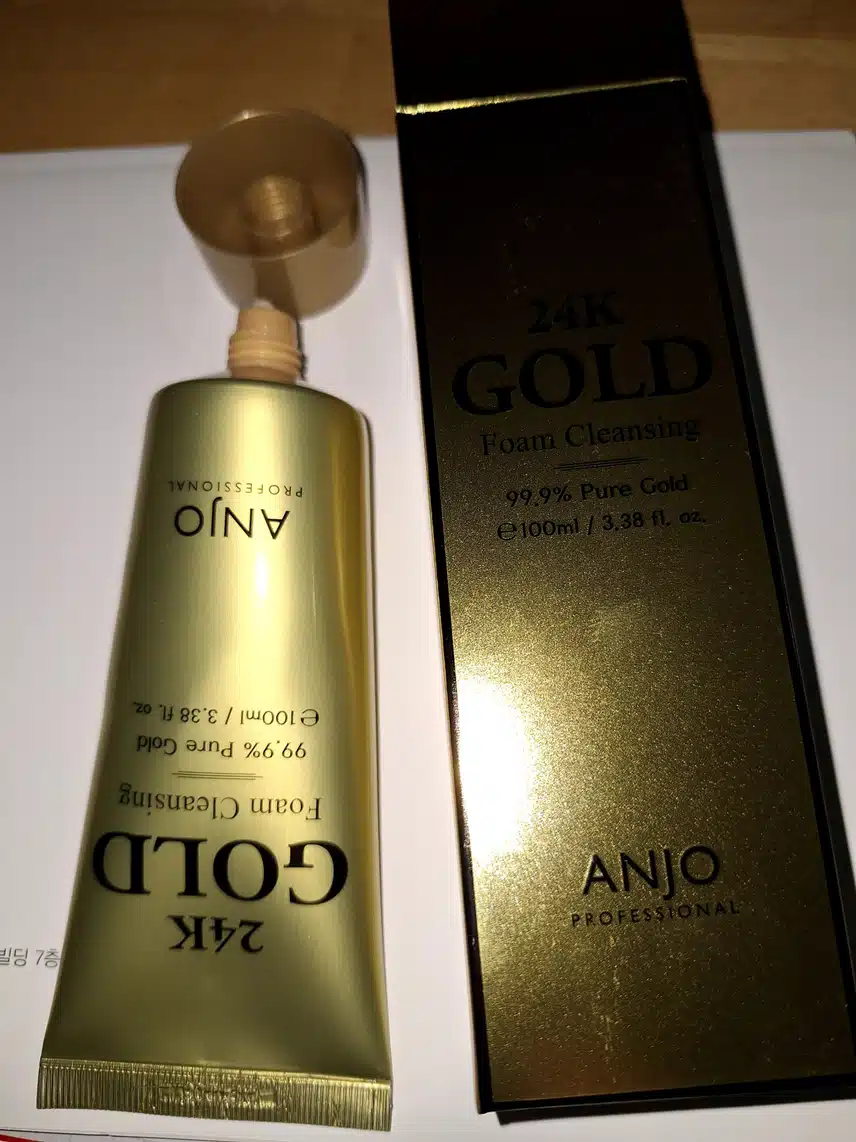 24K
GOLD
Foam Cleansing
99.9% Pure Gold
℮100ml / 3.38 fl. oz.
ANJO
PROFESSIONAL
24K
GOLD
Foam Cleansing
99.9% Pure Gold
℮100ml / 3.38 fl. oz.
ANJO
PROFESSIONAL
빌딩 7층